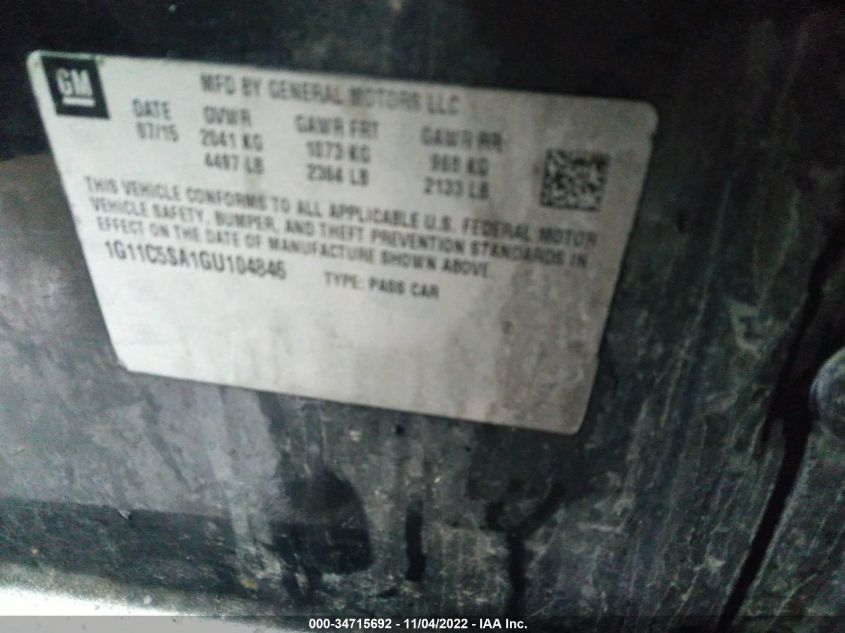 GM
MFD BY GENERAL MOTORS LLC
DATE GVWR GAWR FRT GAWR RR
07/15 2041 KG 1073 KG 968 KG
4497 LB 2364 LB 2133 LB
THIS VEHICLE CONFORMS TO ALL APPLICABLE U.S. FEDERAL MOTOR
VEHICLE SAFETY, BUMPER, AND THEFT PREVENTION STANDARDS IN
EFFECT ON THE DATE OF MANUFACTURE SHOWN ABOVE.
1G11C5SA1GU104846 TYPE: PASS CAR
000-34715692 - 11/04/2022 - IAA Inc.